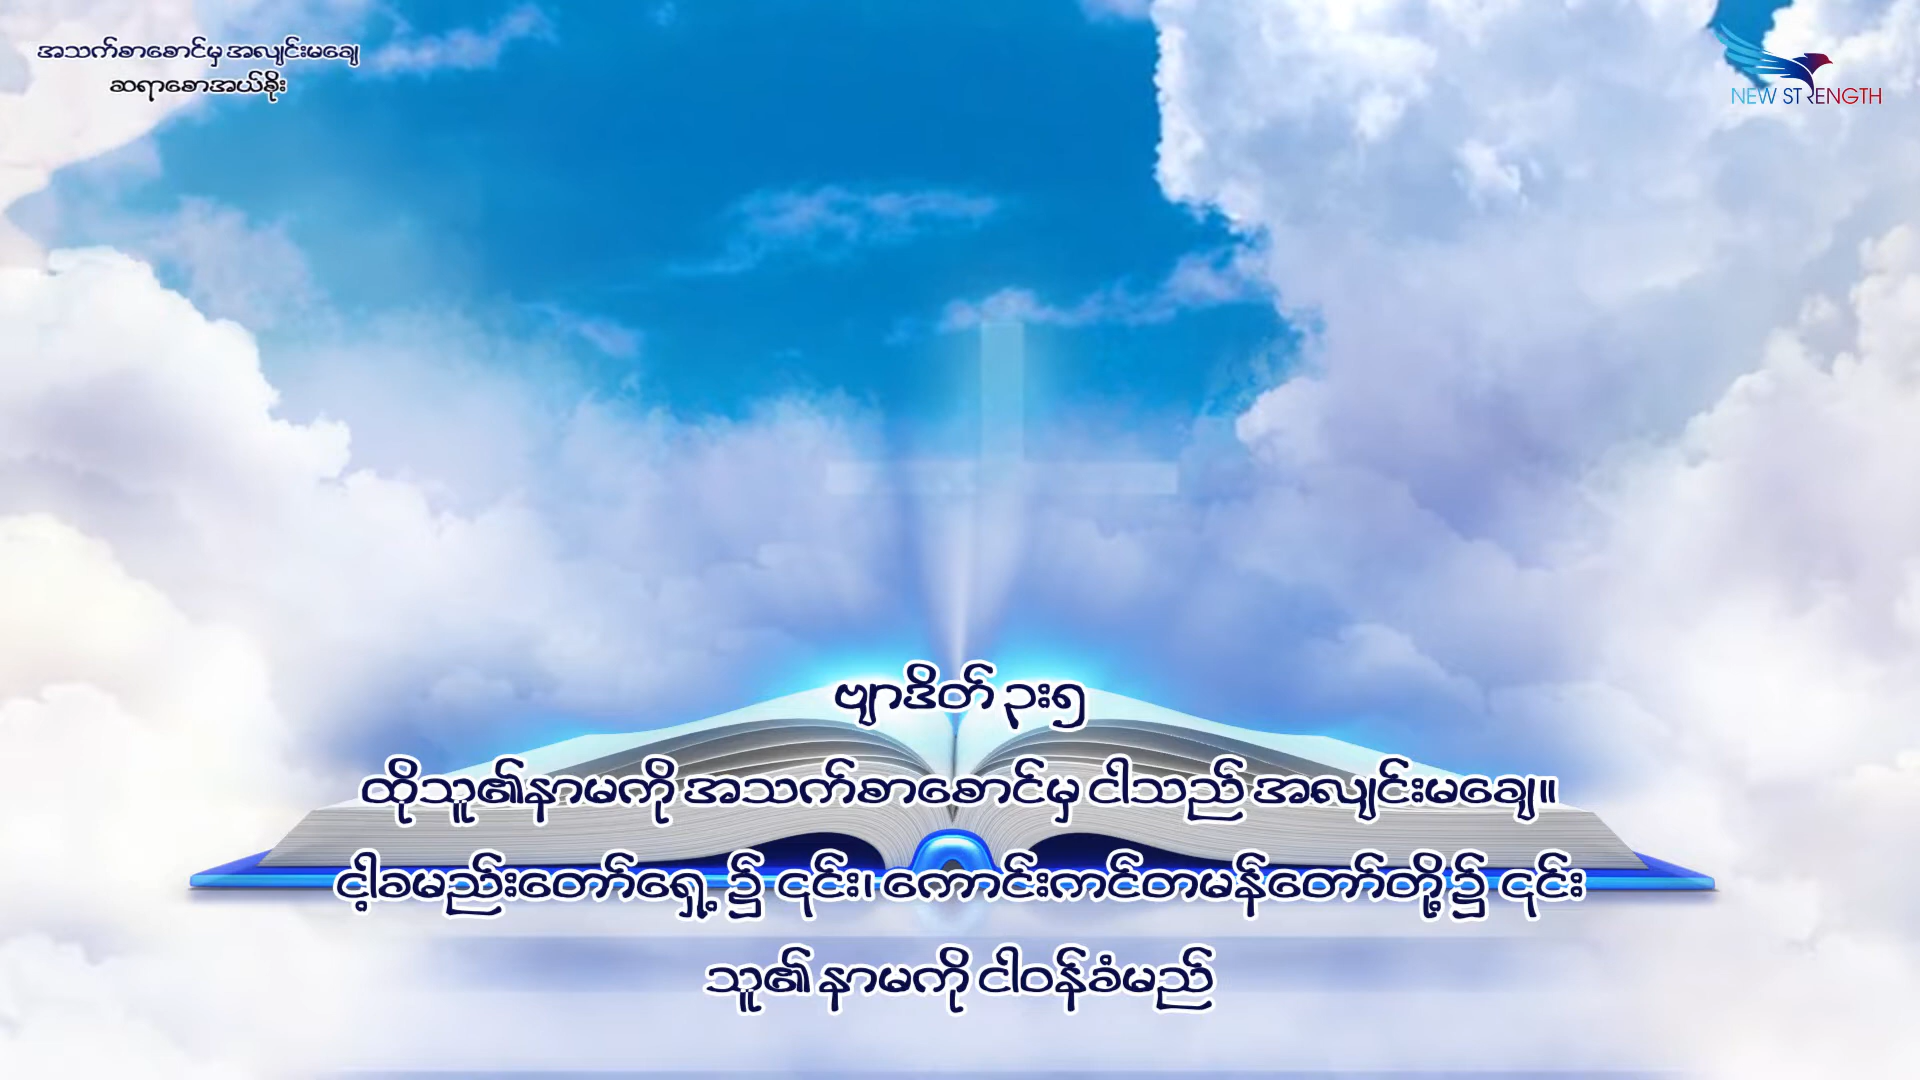 အသက်စာစောင်မှ အလျင်းမချေ
ဆရာစောအယ်ခိုး
NEW STRENGTH
ဗျာဒိတ် ၃း၅
ထိုသူ၏နာမကို အသက်စာစောင်မှ ငါသည် အလျင်းမချေ။
ငါ့ခမည်းတော်ရှေ့၌ ၎င်း၊ ကောင်းကင်တမန်တော်တို့၌ ၎င်း
သူ၏ နာမကို ငါဝန်ခံမည်